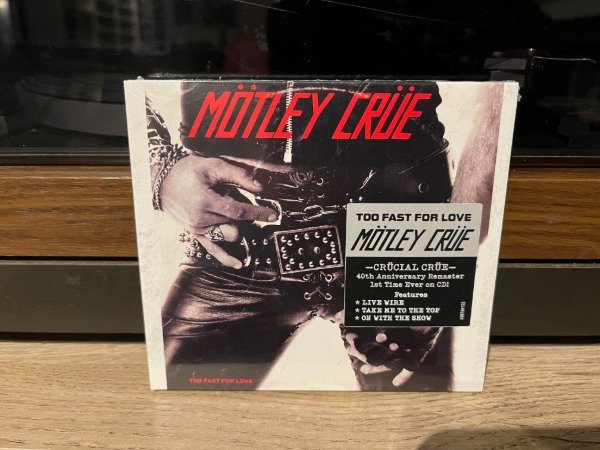 MÖTLEY CRÜE
TOO FAST FOR LOVE
MÖTLEY CRÜE
—CRÜCIAL CRÜE—
40th Anniversary Remaster
1st Time Ever on CD!
Features
★ LIVE WIRE
★ TAKE ME TO THE TOP
★ ON WITH THE SHOW
TOO FAST FOR LOVE